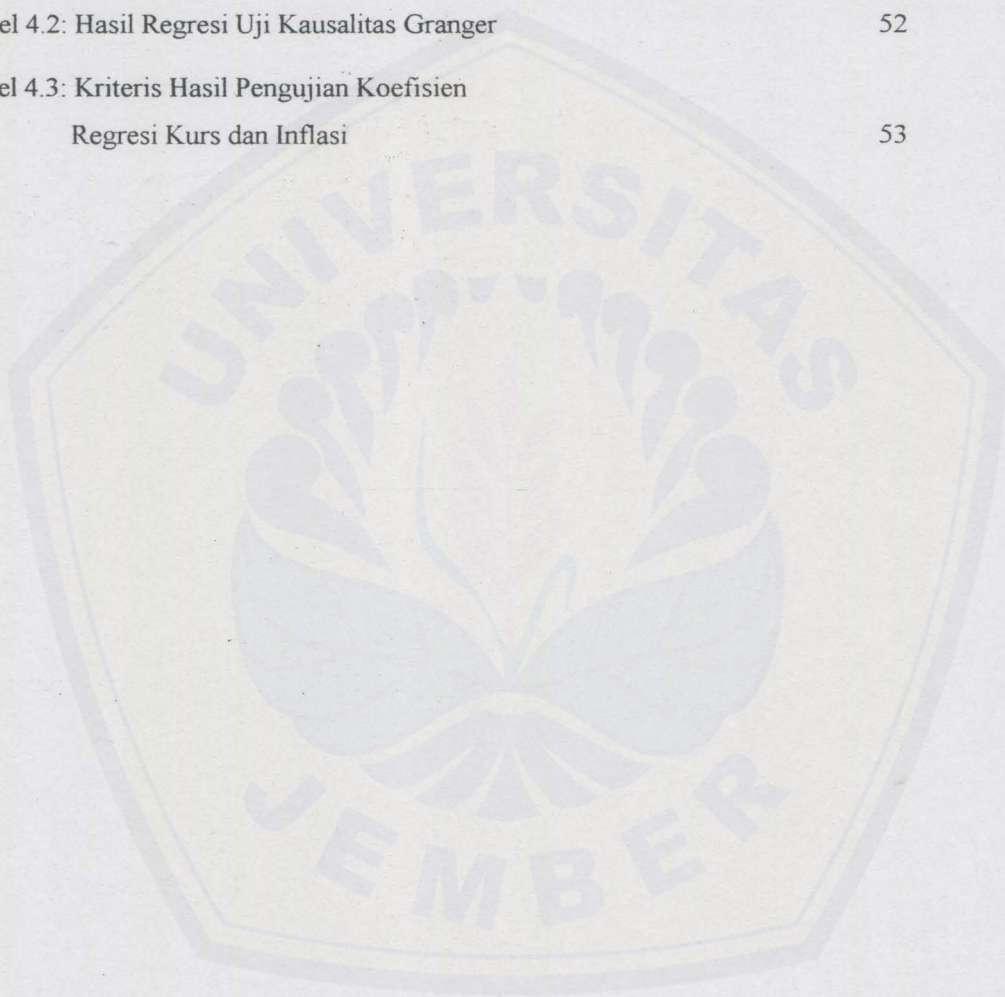 el 4.2: Hasil Regresi Uji Kausalitas Granger 52
el 4.3: Kriteris Hasil Pengujian Koefisien
Regresi Kurs dan Inflasi 53
UNIVERSITAS
JEMBER